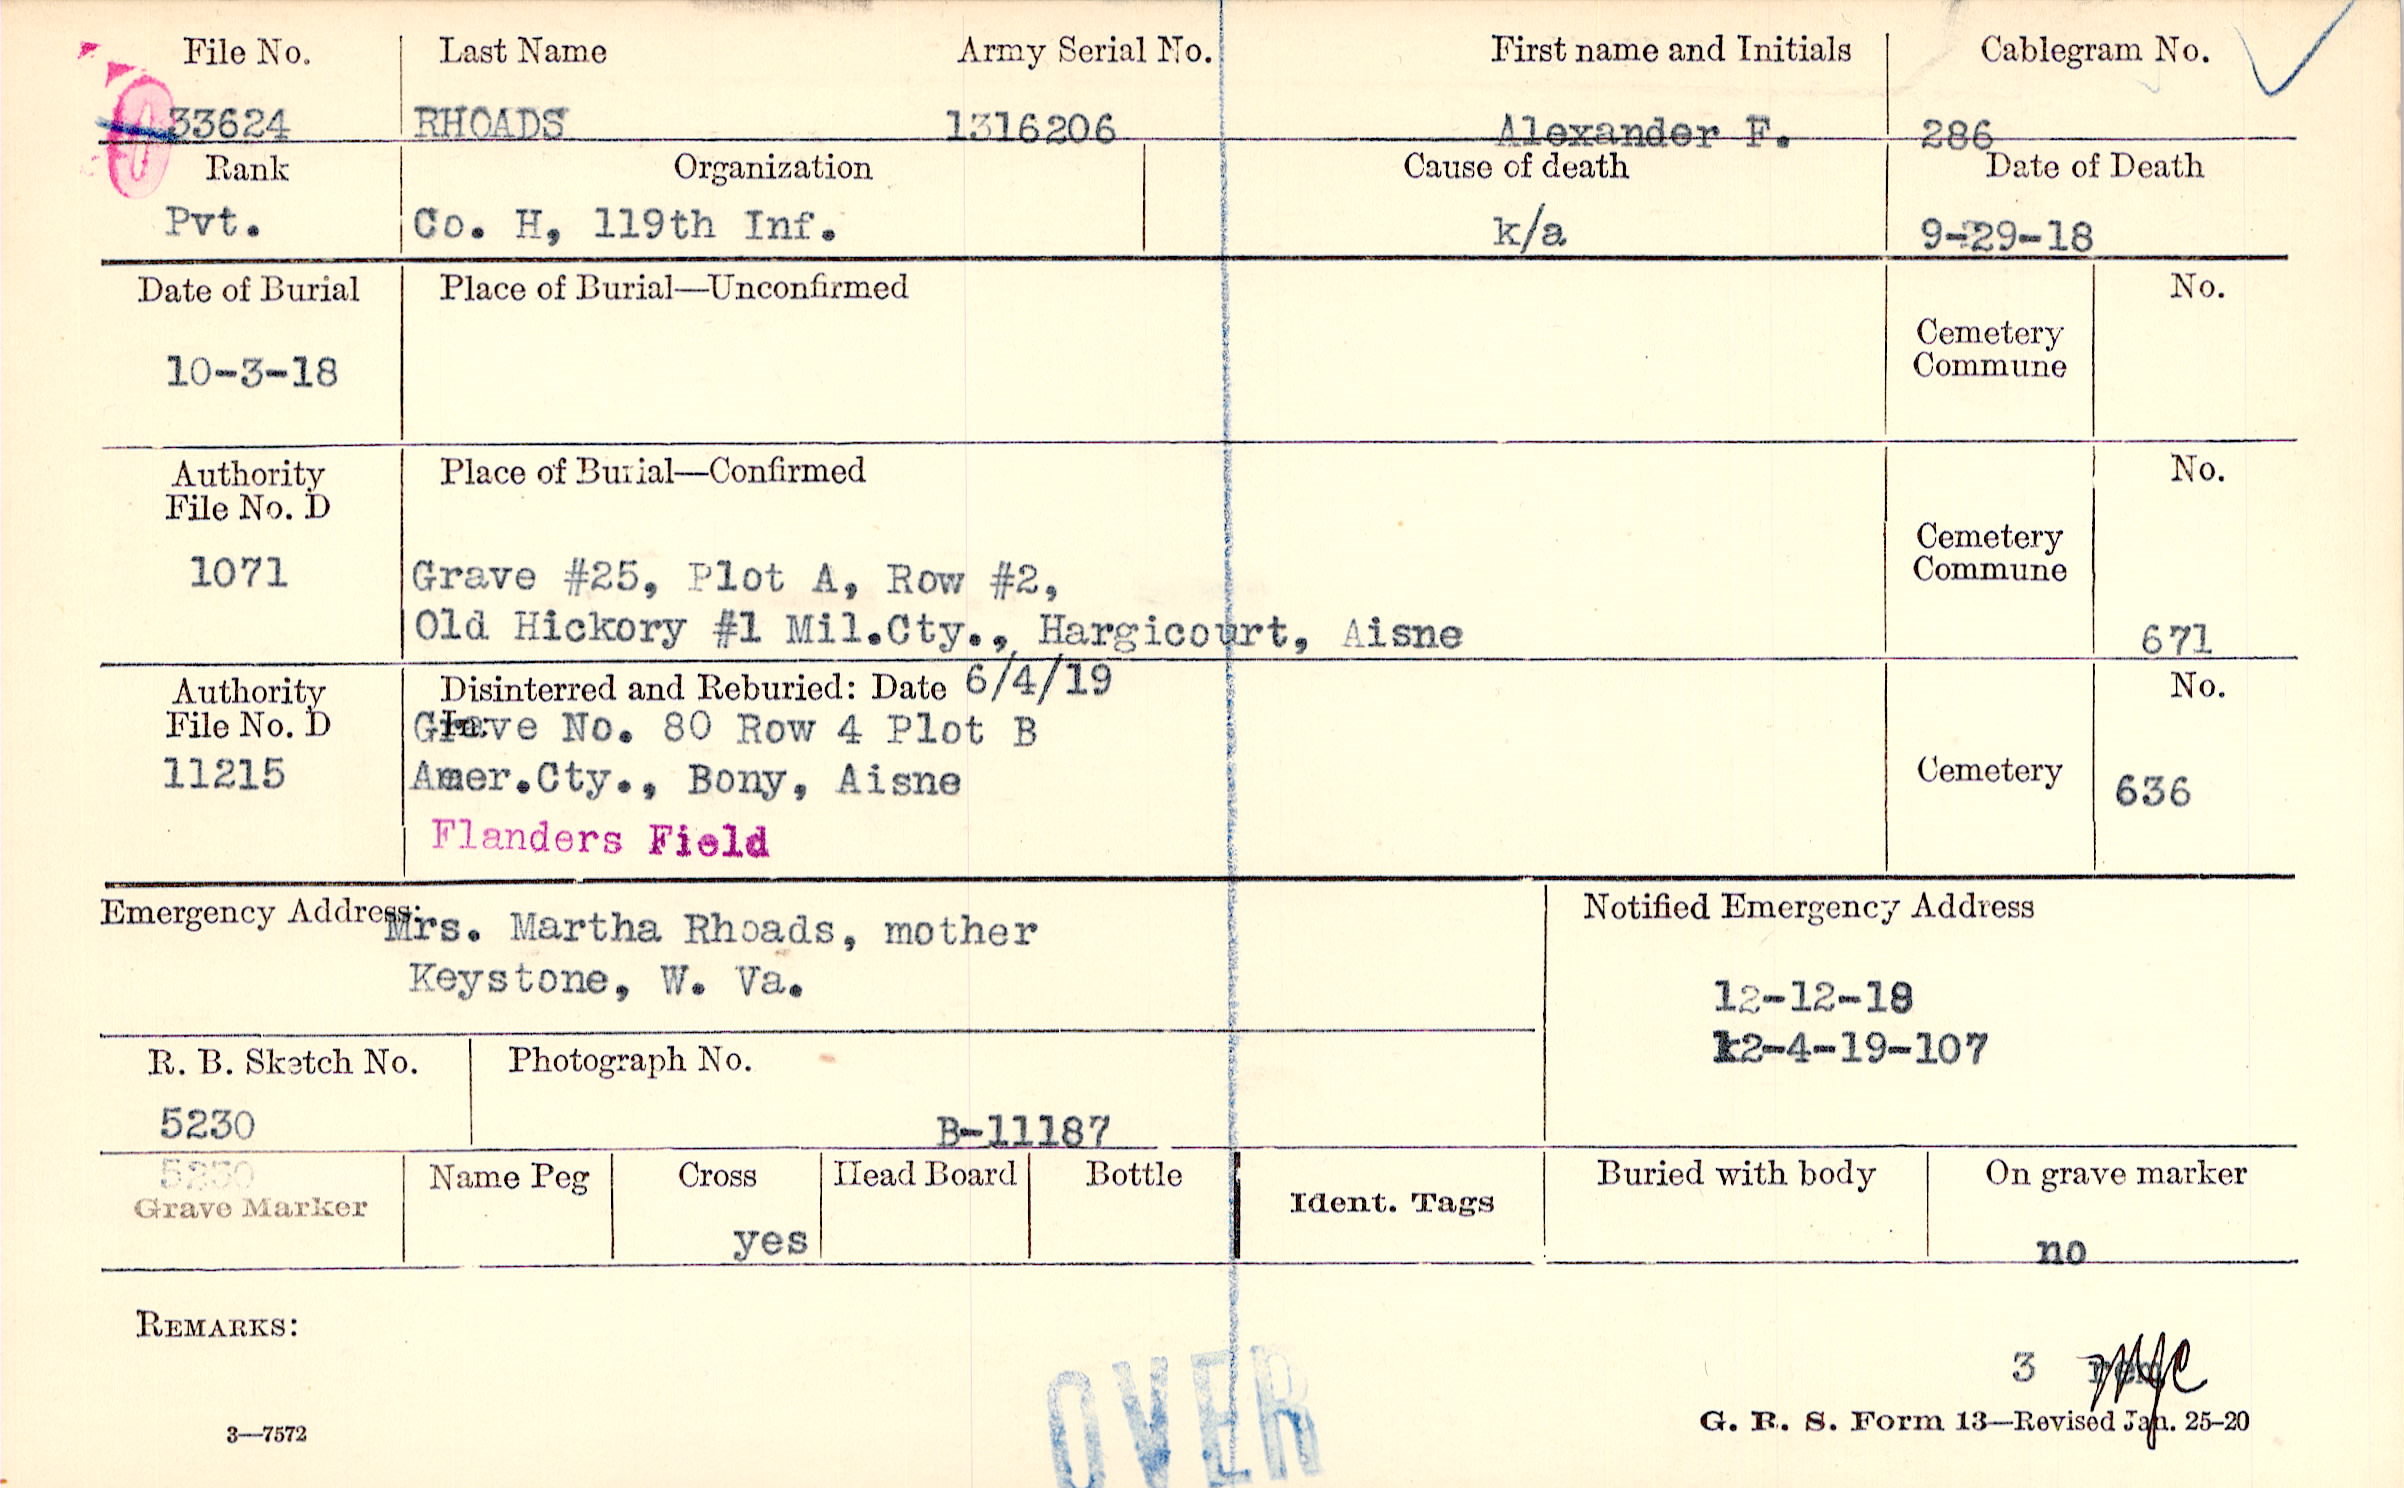 File No. Last Name Army Serial No. First name and Initials Cablegram No.
33624 RHOADS 1316206 Alexander F. 286
Rank Organization Cause of death Date of Death
Pvt. Co. H, 119th Inf. k/a 9-29-18
Date of Burial Place of Burial—Unconfirmed No.
Cemetery
Commune
10-3-18
Authority Place of Burial—Confirmed No.
File No. D
Cemetery
Commune
1071 Grave #25, Plot A, Row #2,
Old Hickory #1 Mil.Cty., Hargicourt, Aisne 671
Authority Disinterred and Reburied: Date 6/4/19 No.
File No. D In: Grave No. 80 Row 4 Plot B
11215 Amer.Cty., Bony, Aisne Cemetery 636
Flanders Field
Emergency Address: Mrs. Martha Rhoads, mother Notified Emergency Address
Keystone, W. Va. 12-12-18
12-4-19-107
R. B. Sketch No. Photograph No.
5230 B-11187
5230
Grave Marker Name Peg Cross Head Board Bottle Ident. Tags Buried with body On grave marker
yes no
REMARKS:
3
OVER
3—7572 G. R. S. Form 13—Revised Jan. 25-20